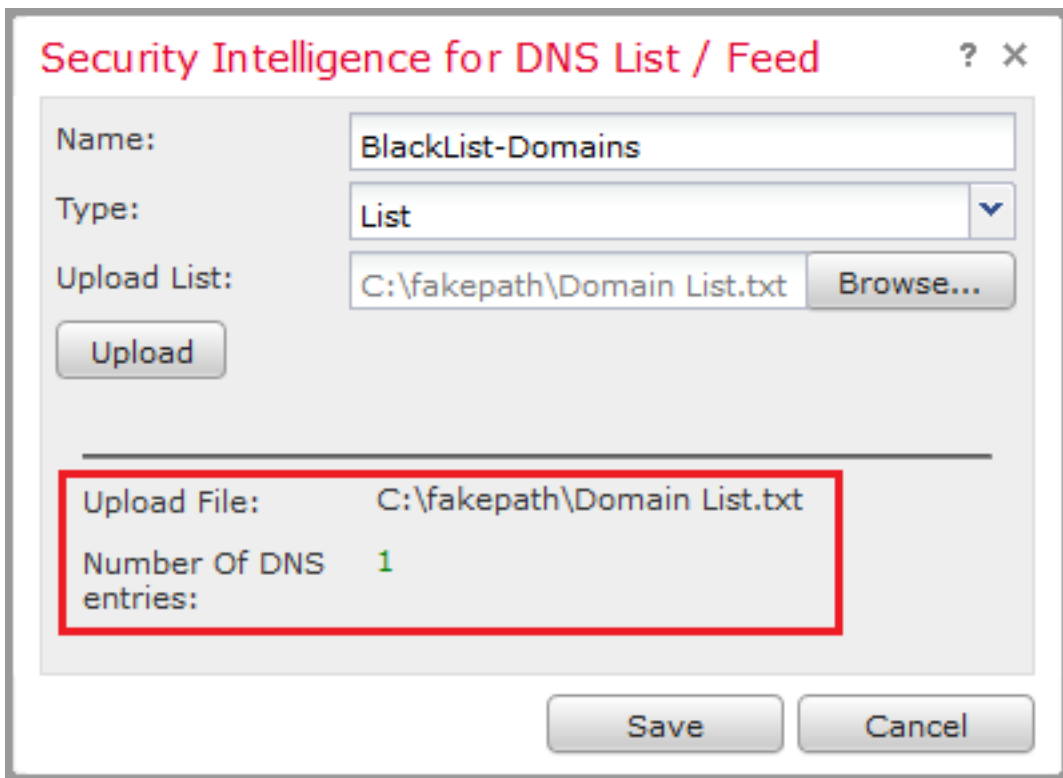 Security Intelligence for DNS List / Feed ? ×
Name: BlackList-Domains
Type: List
Upload List: C:\fakepath\Domain List.txt Browse...
Upload
Upload File: C:\fakepath\Domain List.txt
Number Of DNS 1
entries:
Save Cancel